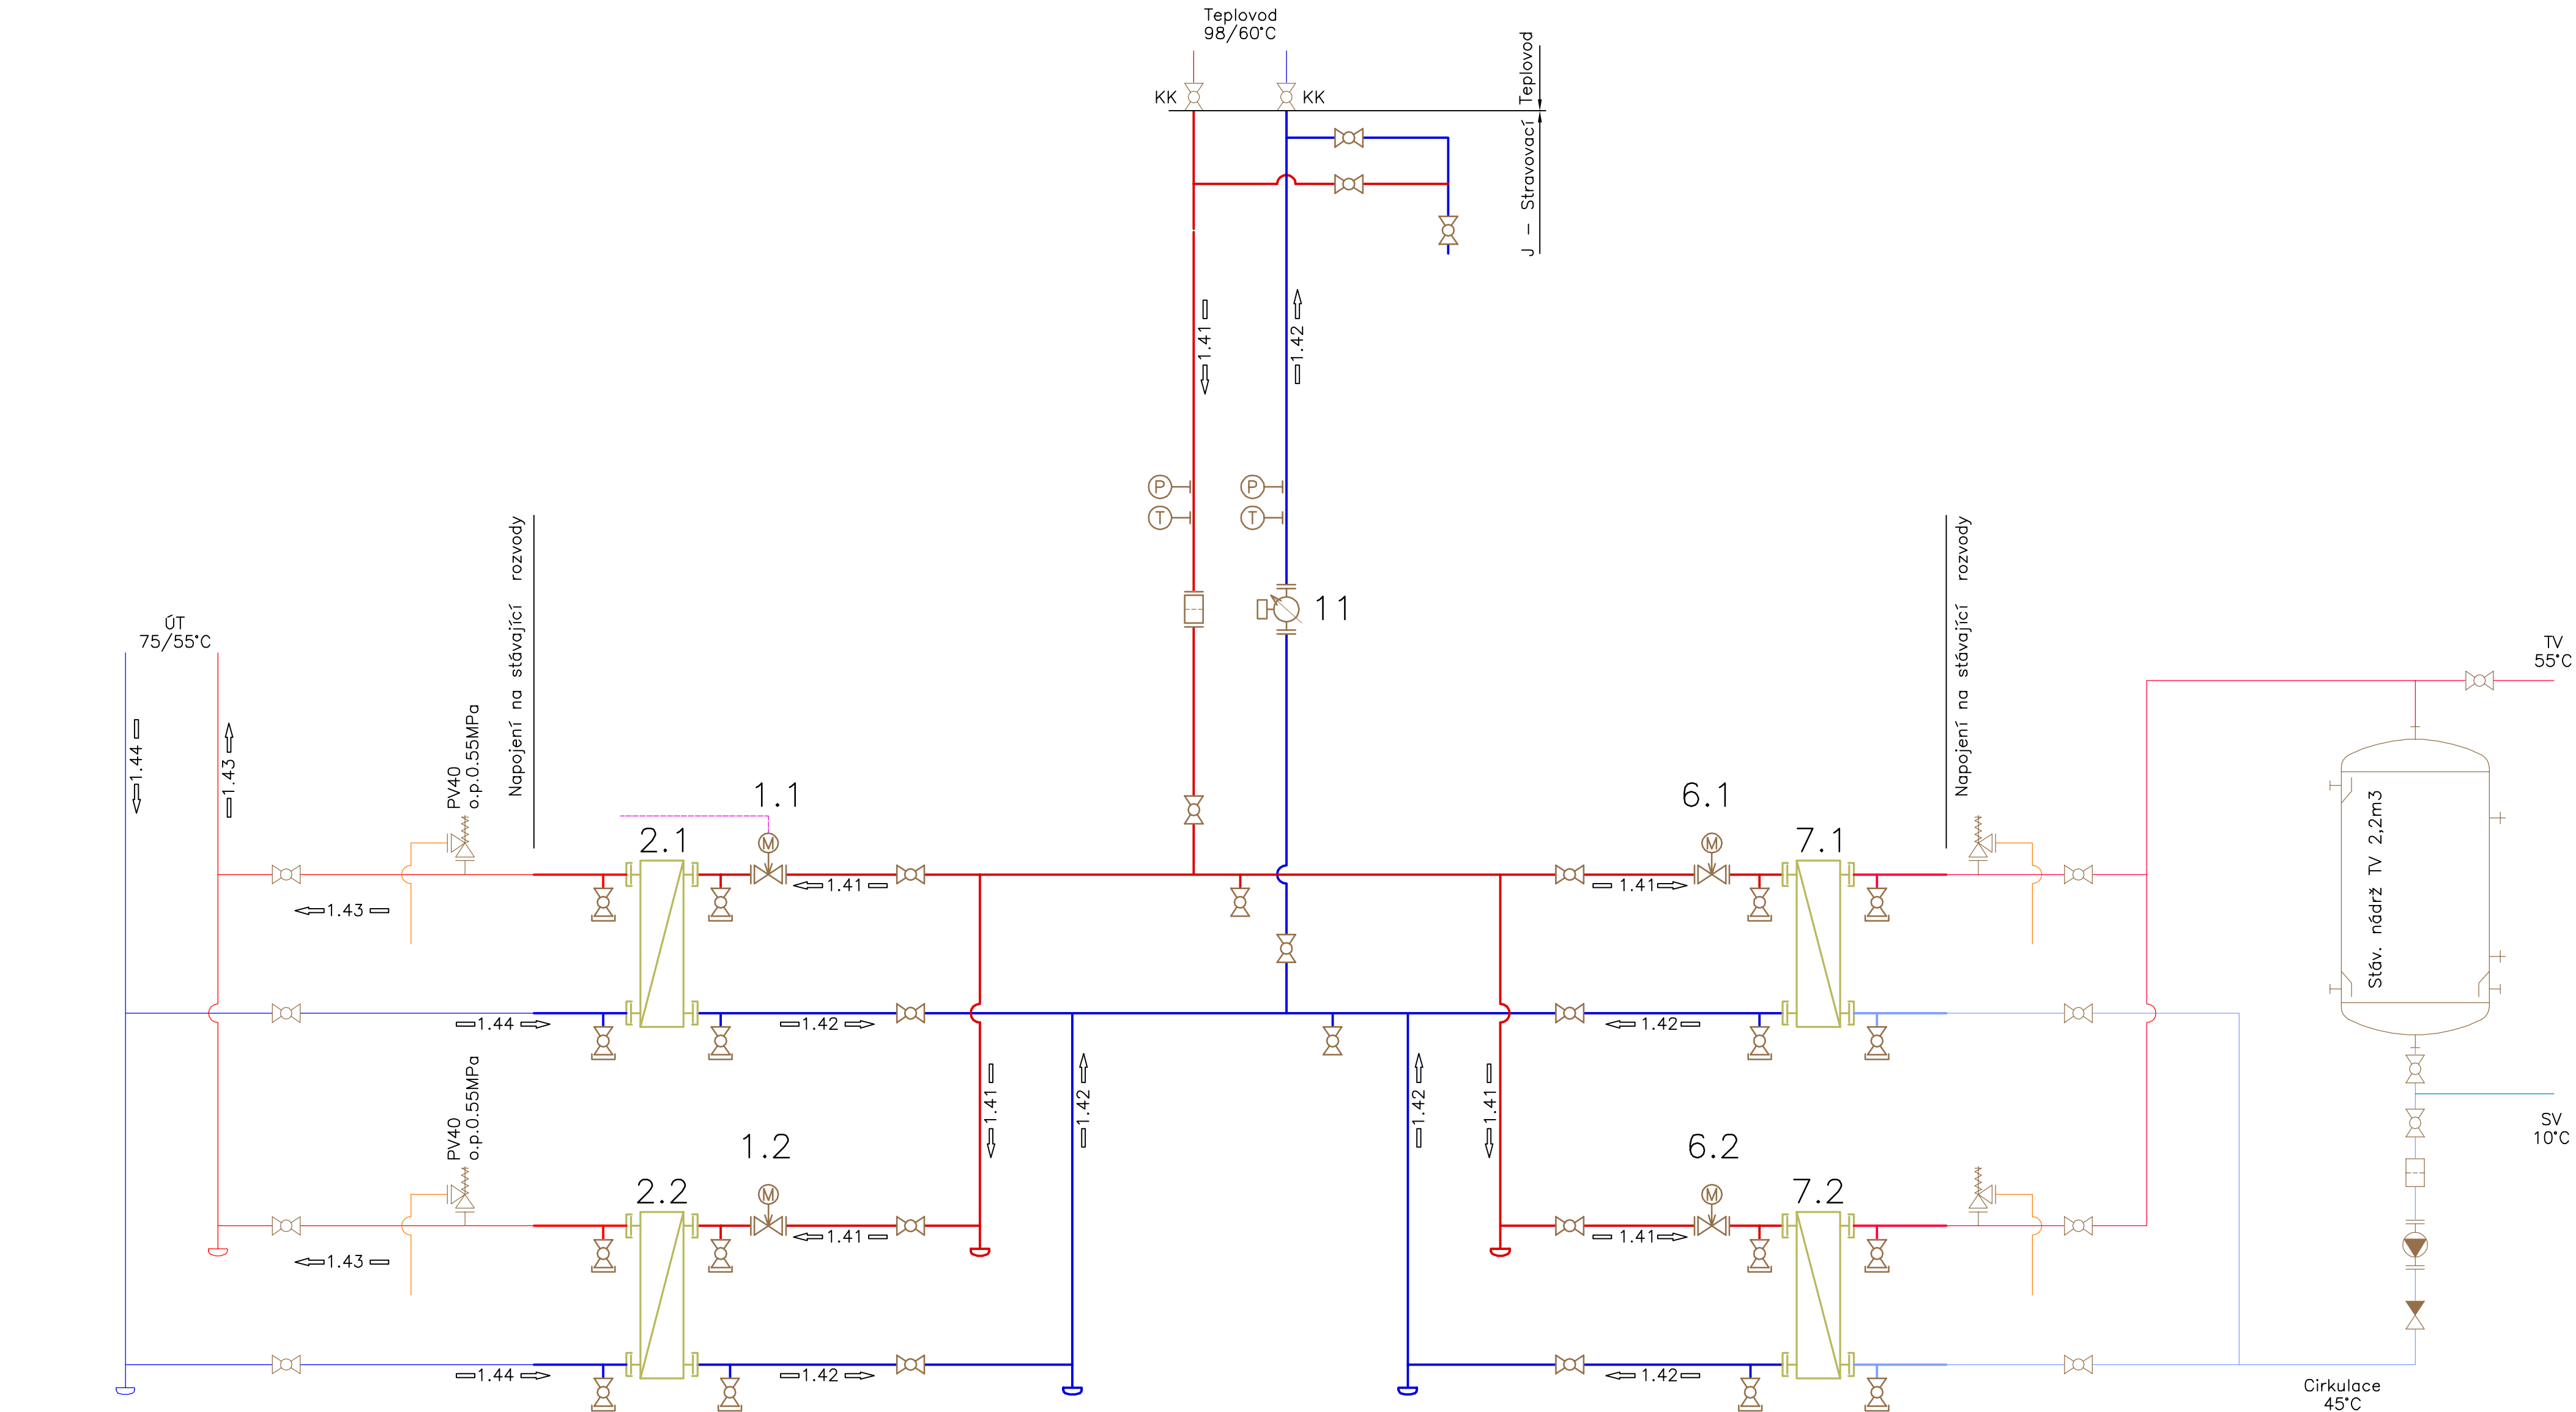 Teplovod
98/60°C
KK
KK
Teplovod
J – Stravovací
1.41
1.42
P
P
T
T
11
Napojení na stávající rozvody
Napojení na stávající rozvody
ÚT
75/55°C
1.44
1.43
PV40
o.p.0.55MPa
TV
55°C
1.1
M
2.1
6.1
M
7.1
1.41
1.41
1.43
Stáv. nádrž TV 2,2m3
1.44
1.42
1.42
PV40
o.p.0.55MPa
1.41
1.42
1.42
1.41
SV
10°C
1.2
M
2.2
6.2
M
7.2
1.41
1.41
1.43
1.44
1.42
1.42
Cirkulace
45°C